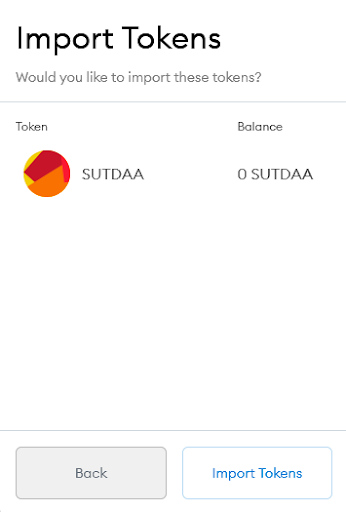 Import Tokens
Would you like to import these tokens?
Token Balance
SUTDAA 0 SUTDAA
Back Import Tokens